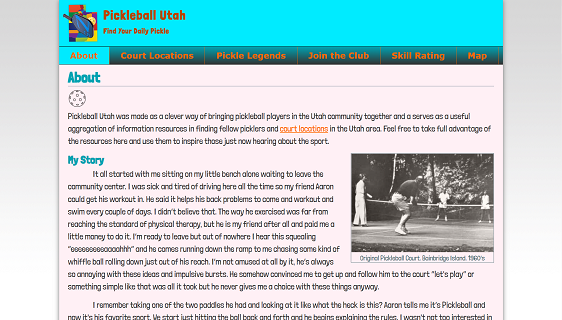 Pickleball Utah
Find Your Daily Pickle
About
Court Locations
Pickle Legends
Join the Club
Skill Rating
Map
About
Pickleball Utah was made as a clever way of bringing pickleball players in the Utah community together and a serves as a useful
aggregation of information resources in finding fellow picklers and court locations in the Utah area. Feel free to take full advantage of
the resources here and use them to inspire those just now hearing about the sport.
My Story
It all started with me sitting on my little bench alone waiting to leave the
community center. I was sick and tired of driving here all the time so my friend Aaron
could get his workout in. He said it helps his back problems to come and workout and
swim every couple of days. I didn't believe that. The way he exercised was far from
reaching the standard of physical therapy, but he is my friend after all and paid me a
little money to do it. I'm ready to leave but out of nowhere I hear this squealing
and he comes running down the ramp to me chasing some kind of
whiffle ball rolling down just out of his reach. I'm not amused at all by it, he's always
so annoying with these ideas and impulsive bursts. He somehow convinced me to get up and follow him to the court "let's play" or
something simple like that was all it took but he never gives me a choice with these things anyway.
Original Pickleball Court, Bainbridge Island, 1960's
I remember taking one of the two paddles he had and looking at it like what the heck is this? Aaron tells me it's Pickleball and
now it's his favorite sport. We start just hitting the ball back and forth and he begins explaining the rules. I wasn't not too interested in